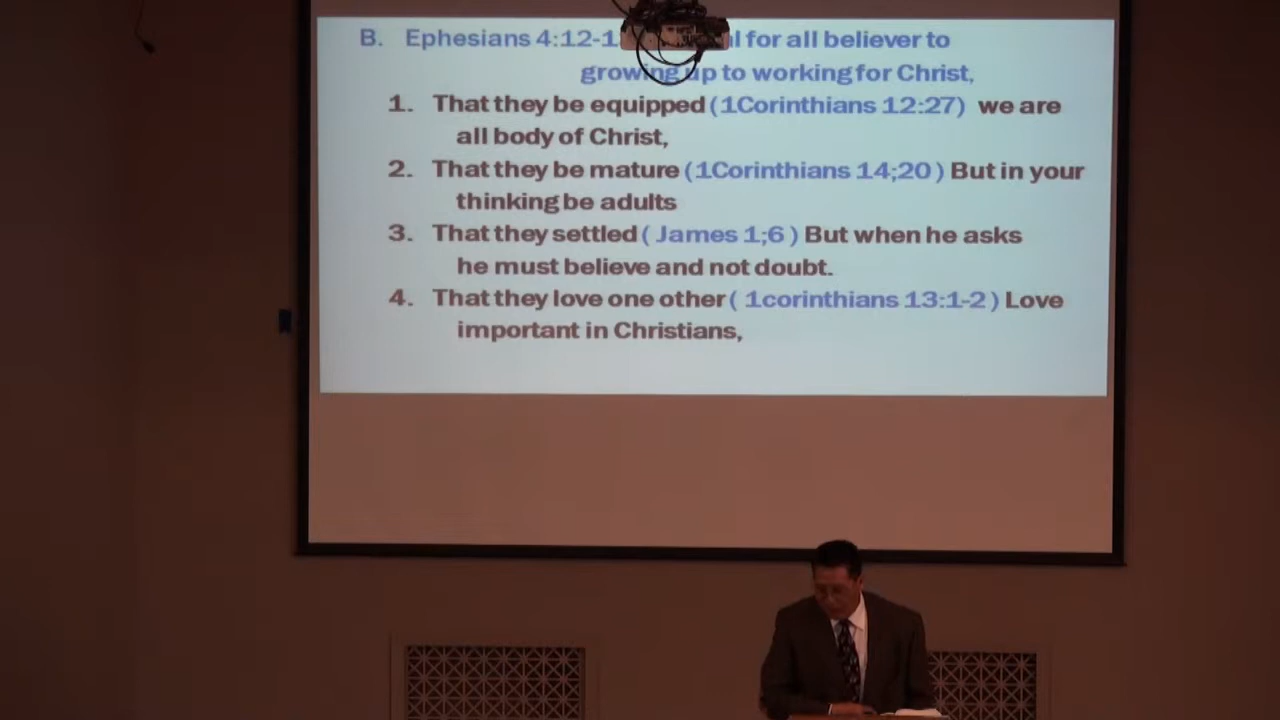 B. Ephesians 4:12-1 for all believer to
growing up to working for Christ,
1. That they be equipped (1Corinthians 12:27) we are
all body of Christ,
2. That they be mature (1Corinthians 14;20 ) But in your
thinking be adults
3. That they settled ( James 1;6 ) But when he asks
he must believe and not doubt.
4. That they love one other ( 1corinthians 13:1-2 ) Love
important in Christians,